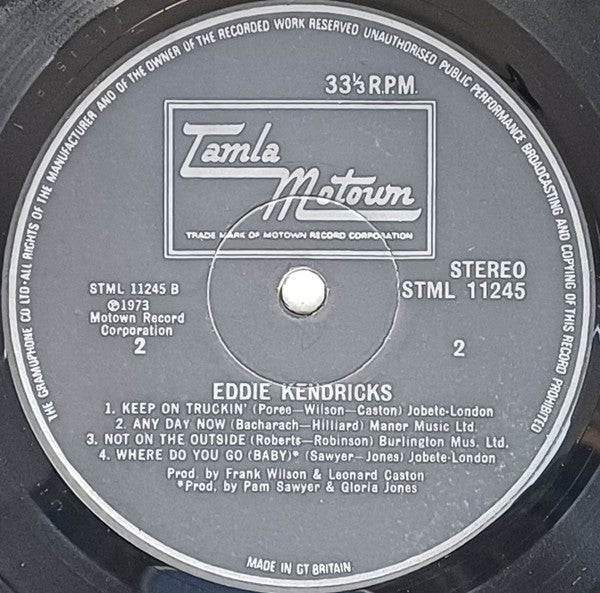 THE GRAMOPHONE CO LTD·ALL RIGHTS OF THE MANUFACTURER AND OF THE OWNER OF THE RECORDED WORK RESERVED UNAUTHORISED PUBLIC PERFORMANCE BROADCASTING AND COPYING OF THIS RECORD PROHIBITED
33⅓ R.P.M.
Tamla
Motown
TRADE MARK OF MOTOWN RECORD CORPORATION
STEREO
STML 11245
STML 11245 B
℗1973
Motown Record
Corporation
2
2
EDDIE KENDRICKS
1. KEEP ON TRUCKIN' (Poree—Wilson—Caston) Jobete-London
2. ANY DAY NOW (Bacharach—Hilliard) Manor Music Ltd.
3. NOT ON THE OUTSIDE (Roberts—Robinson) Burlington Mus. Ltd.
4. WHERE DO YOU GO (BABY)* (Sawyer—Jones) Jobete-London
Prod. by Frank Wilson & Leonard Caston
*Prod. by Pam Sawyer & Gloria Jones
MADE IN GT BRITAIN